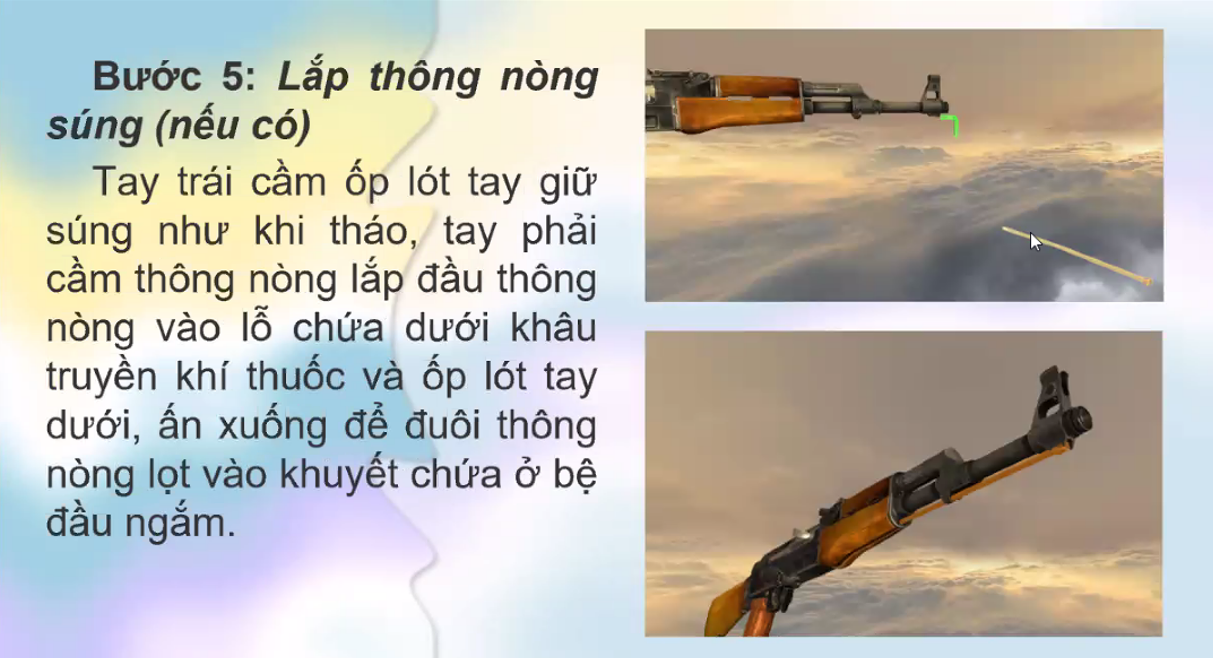 Bước 5: Lắp thông nòng
súng (nếu có)
Tay trái cầm ốp lót tay giữ
súng như khi tháo, tay phải
cầm thông nòng lắp đầu thông
nòng vào lỗ chứa dưới khâu
truyền khí thuốc và ốp lót tay
dưới, ấn xuống để đuôi thông
nòng lọt vào khuyết chứa ở bệ
đầu ngắm.